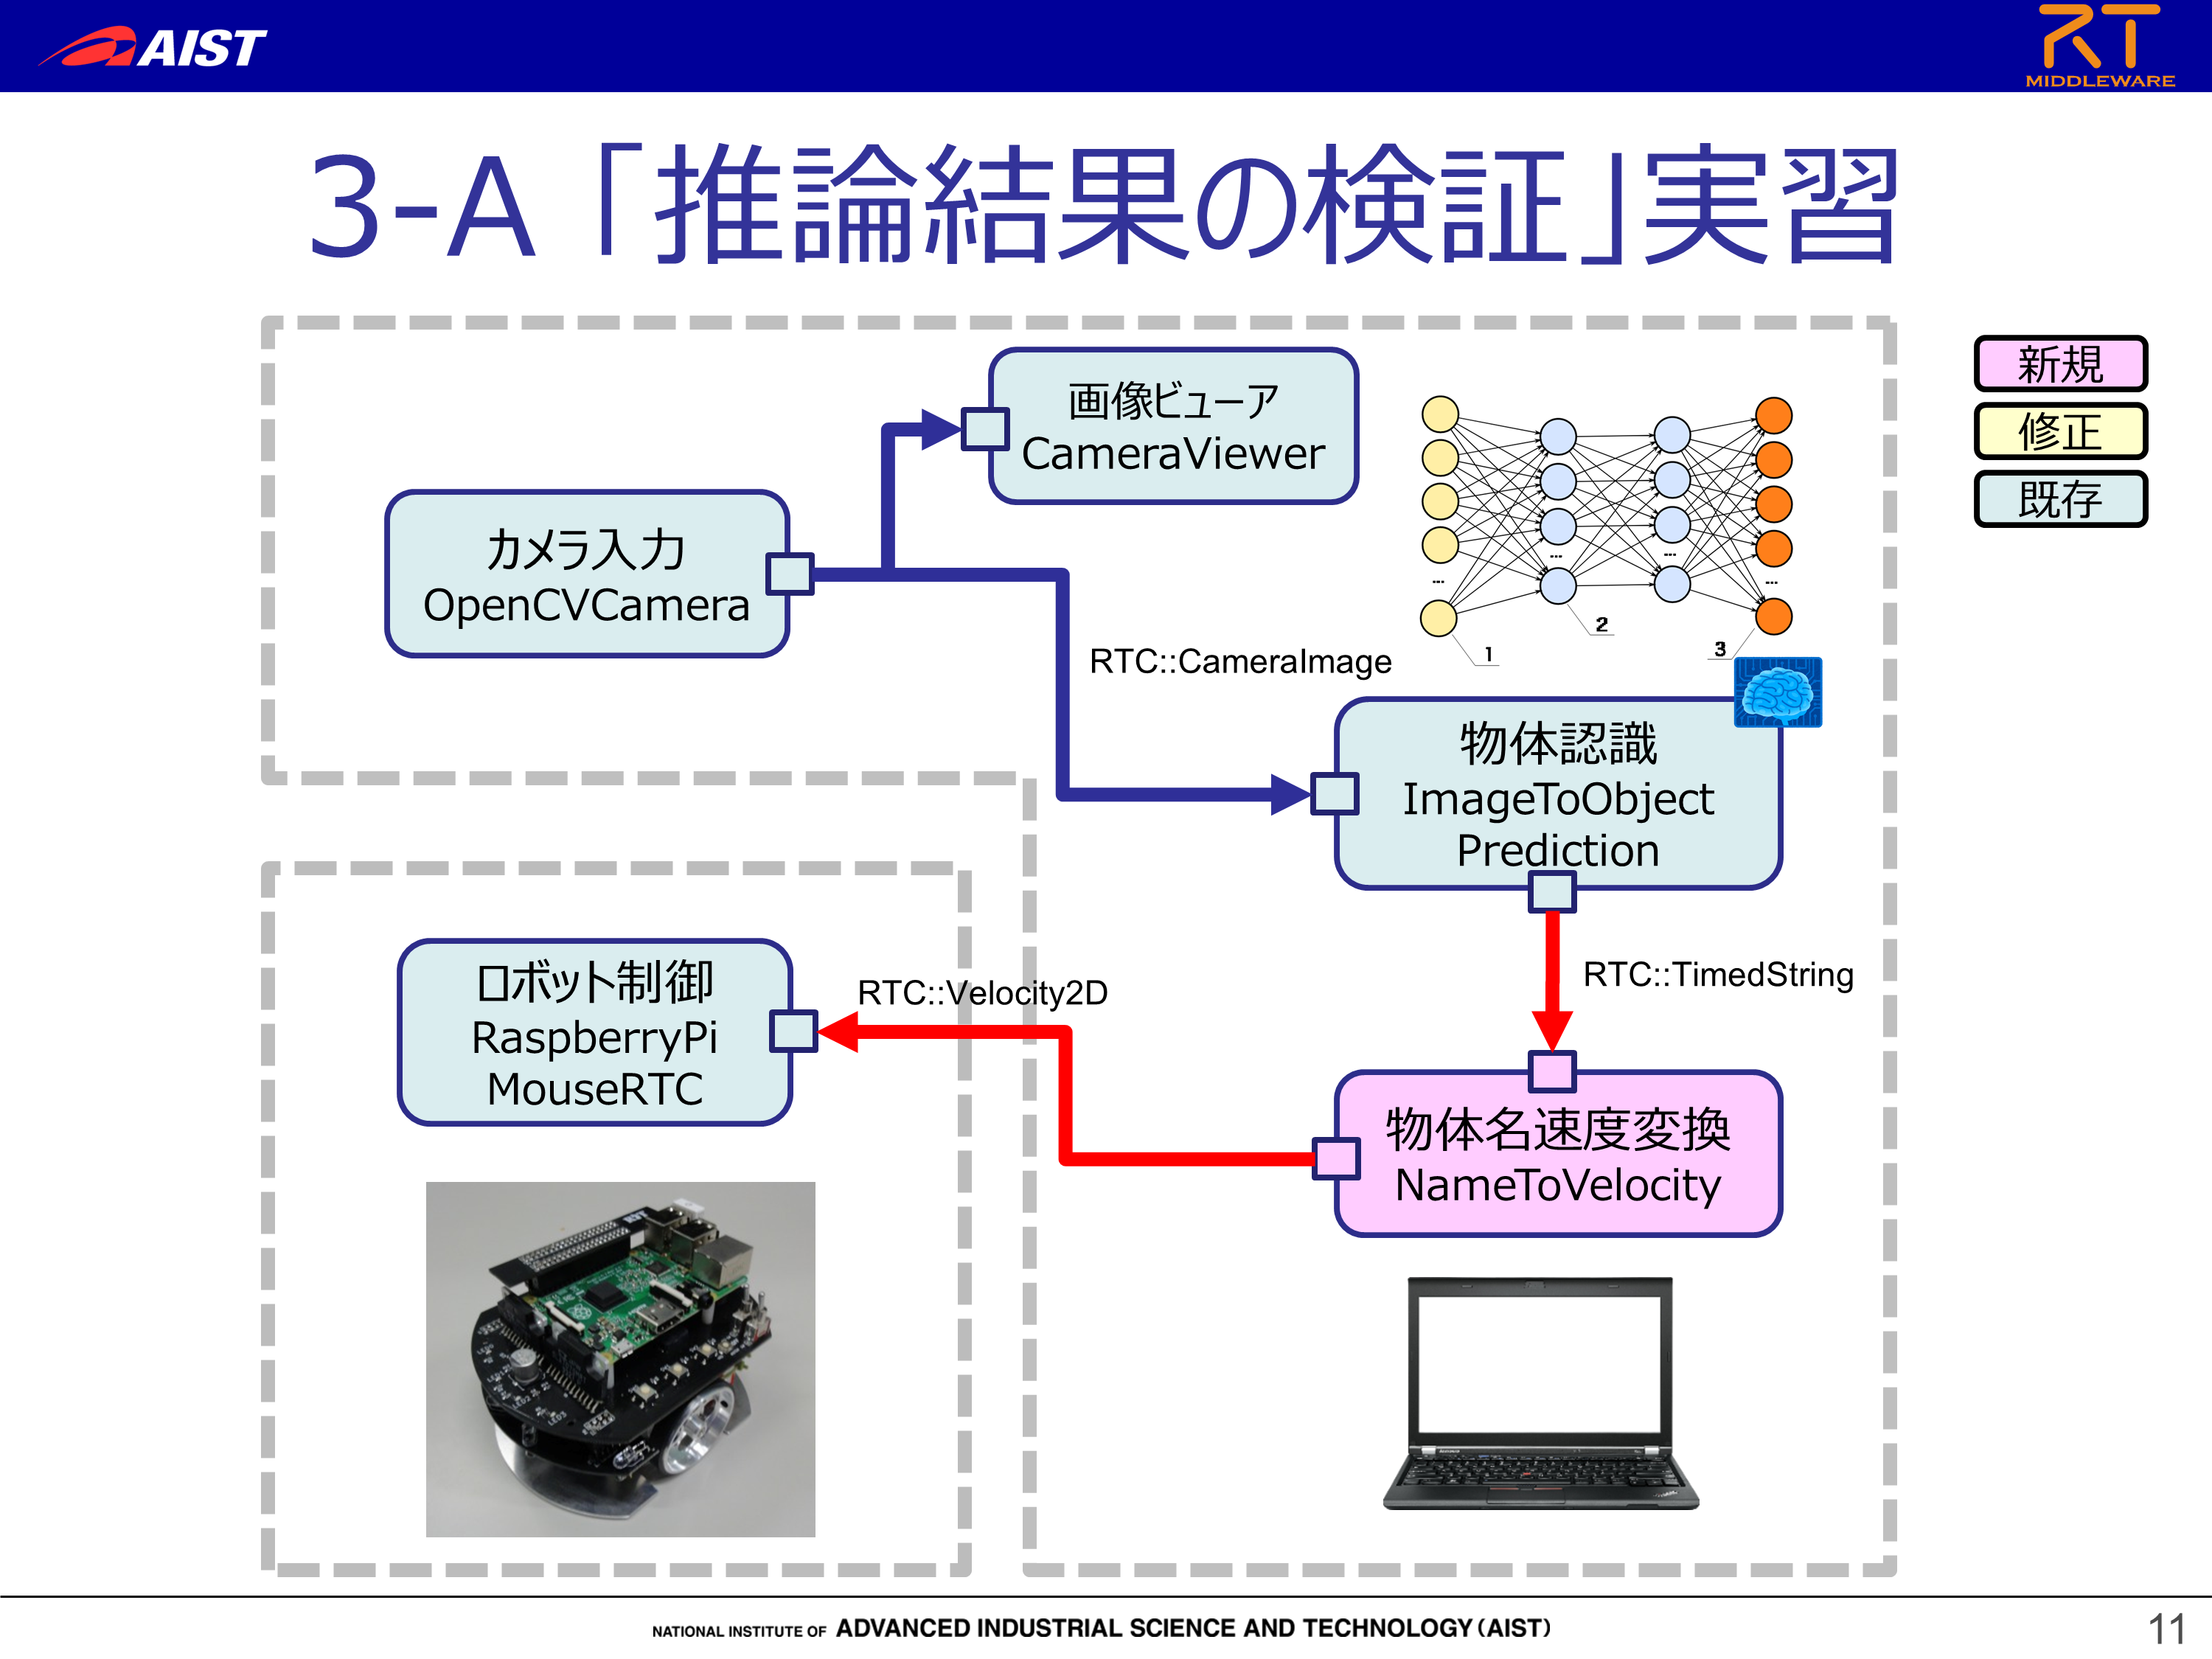 AIST
RT
MIDDLEWARE
3-A「推論結果の検証」実習
新規
修正
既存
画像ビューア
CameraViewer
カメラ入力
OpenCVCamera
...
...
...
...
1
2
3
RTC::CameraImage
物体認識
ImageToObject
Prediction
RTC::TimedString
ロボット制御
RaspberryPi
MouseRTC
RTC::Velocity2D
物体名速度変換
NameToVelocity
NATIONAL INSTITUTE OF ADVANCED INDUSTRIAL SCIENCE AND TECHNOLOGY (AIST)
11